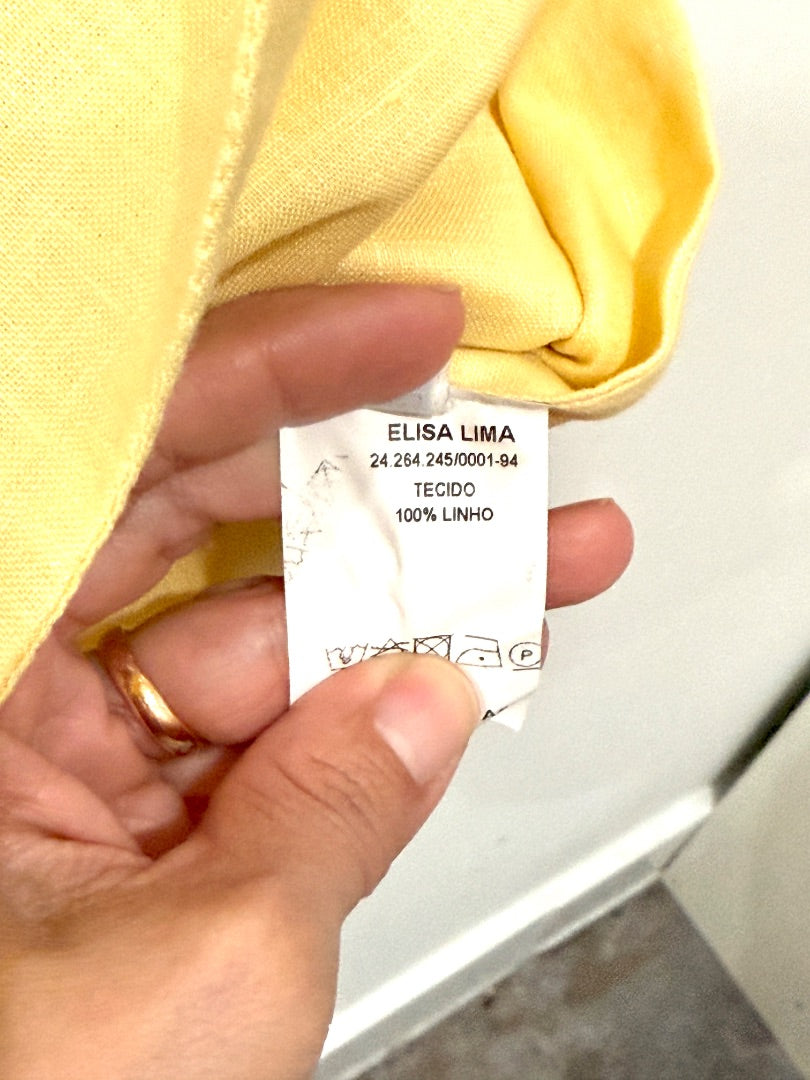 ELISA LIMA
24.264.245/0001-94
TECIDO
100% LINHO
P